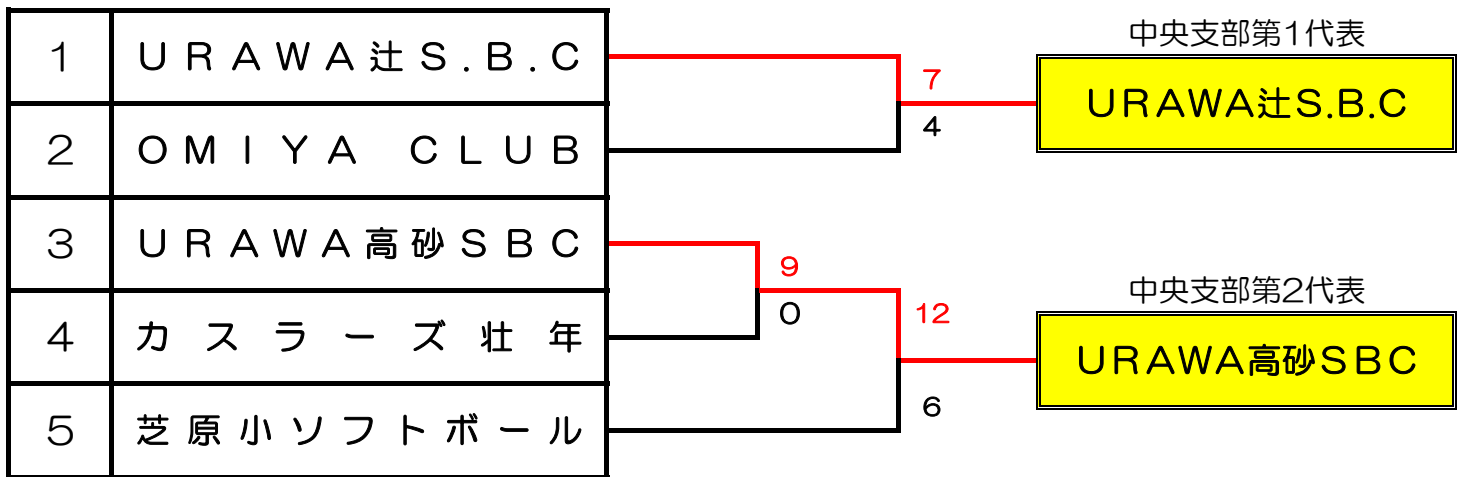 1 URAWA辻S.B.C
2 OMIYA CLUB
3 URAWA高砂SBC
4 カスラーズ壮年
5 芝原小ソフトボール
7
4
9
0
12
6
中央支部第1代表
URAWA辻S.B.C
中央支部第2代表
URAWA高砂SBC